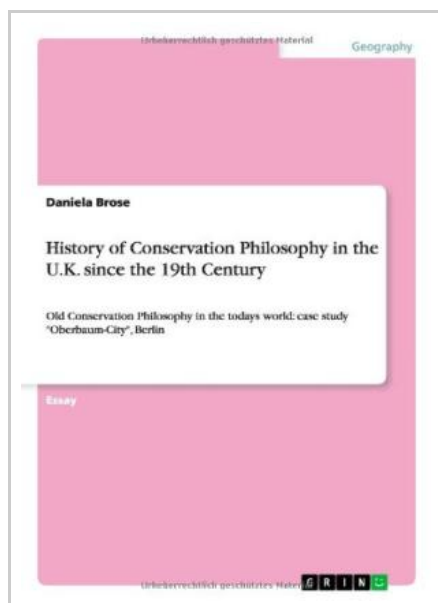 Urheberrechtlich geschütztes Material
Geography
Daniela Brose
History of Conservation Philosophy in the
U.K. since the 19th Century
Old Conservation Philosophy in the todays world: case study
"Oberbaum-City", Berlin
Essay
Urheberrechtlich geschütztes
GRIN